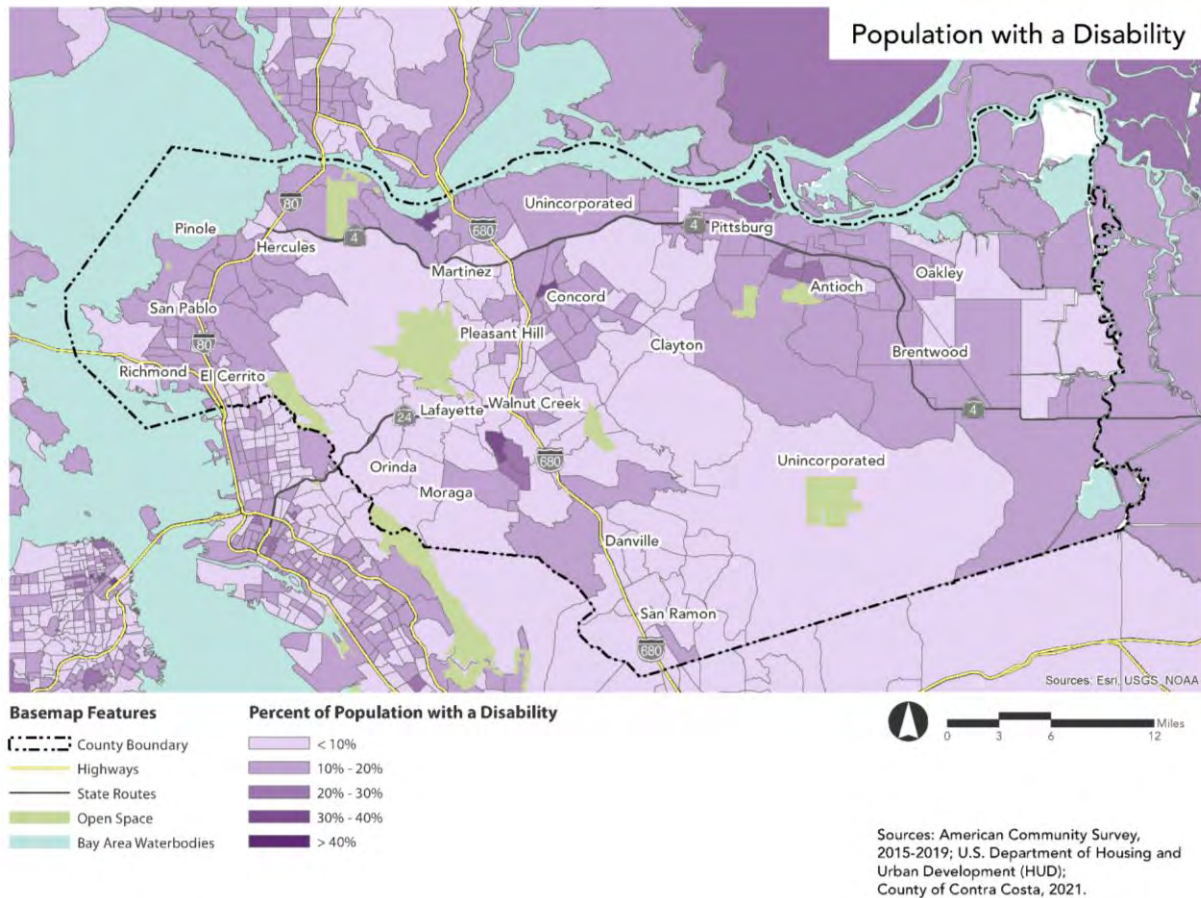 Population with a Disability
80
Pinole
Hercules
4
Martinez
680
Unincorporated
4
Pittsburg
Antioch
Oakley
San Pablo
80
Concord
Pleasant Hill
Clayton
Brentwood
Richmond
El Cerrito
24
Lafayette
Walnut Creek
4
Orinda
680
Unincorporated
Moraga
Danville
San Ramon
680
Sources: Esri, USGS, NOAA
Basemap Features
County Boundary
Highways
State Routes
Open Space
Bay Area Waterbodies
Percent of Population with a Disability
< 10%
10% - 20%
20% - 30%
30% - 40%
> 40%
Miles
0 3 6 12
Sources: American Community Survey,
2015-2019; U.S. Department of Housing and
Urban Development (HUD);
County of Contra Costa, 2021.